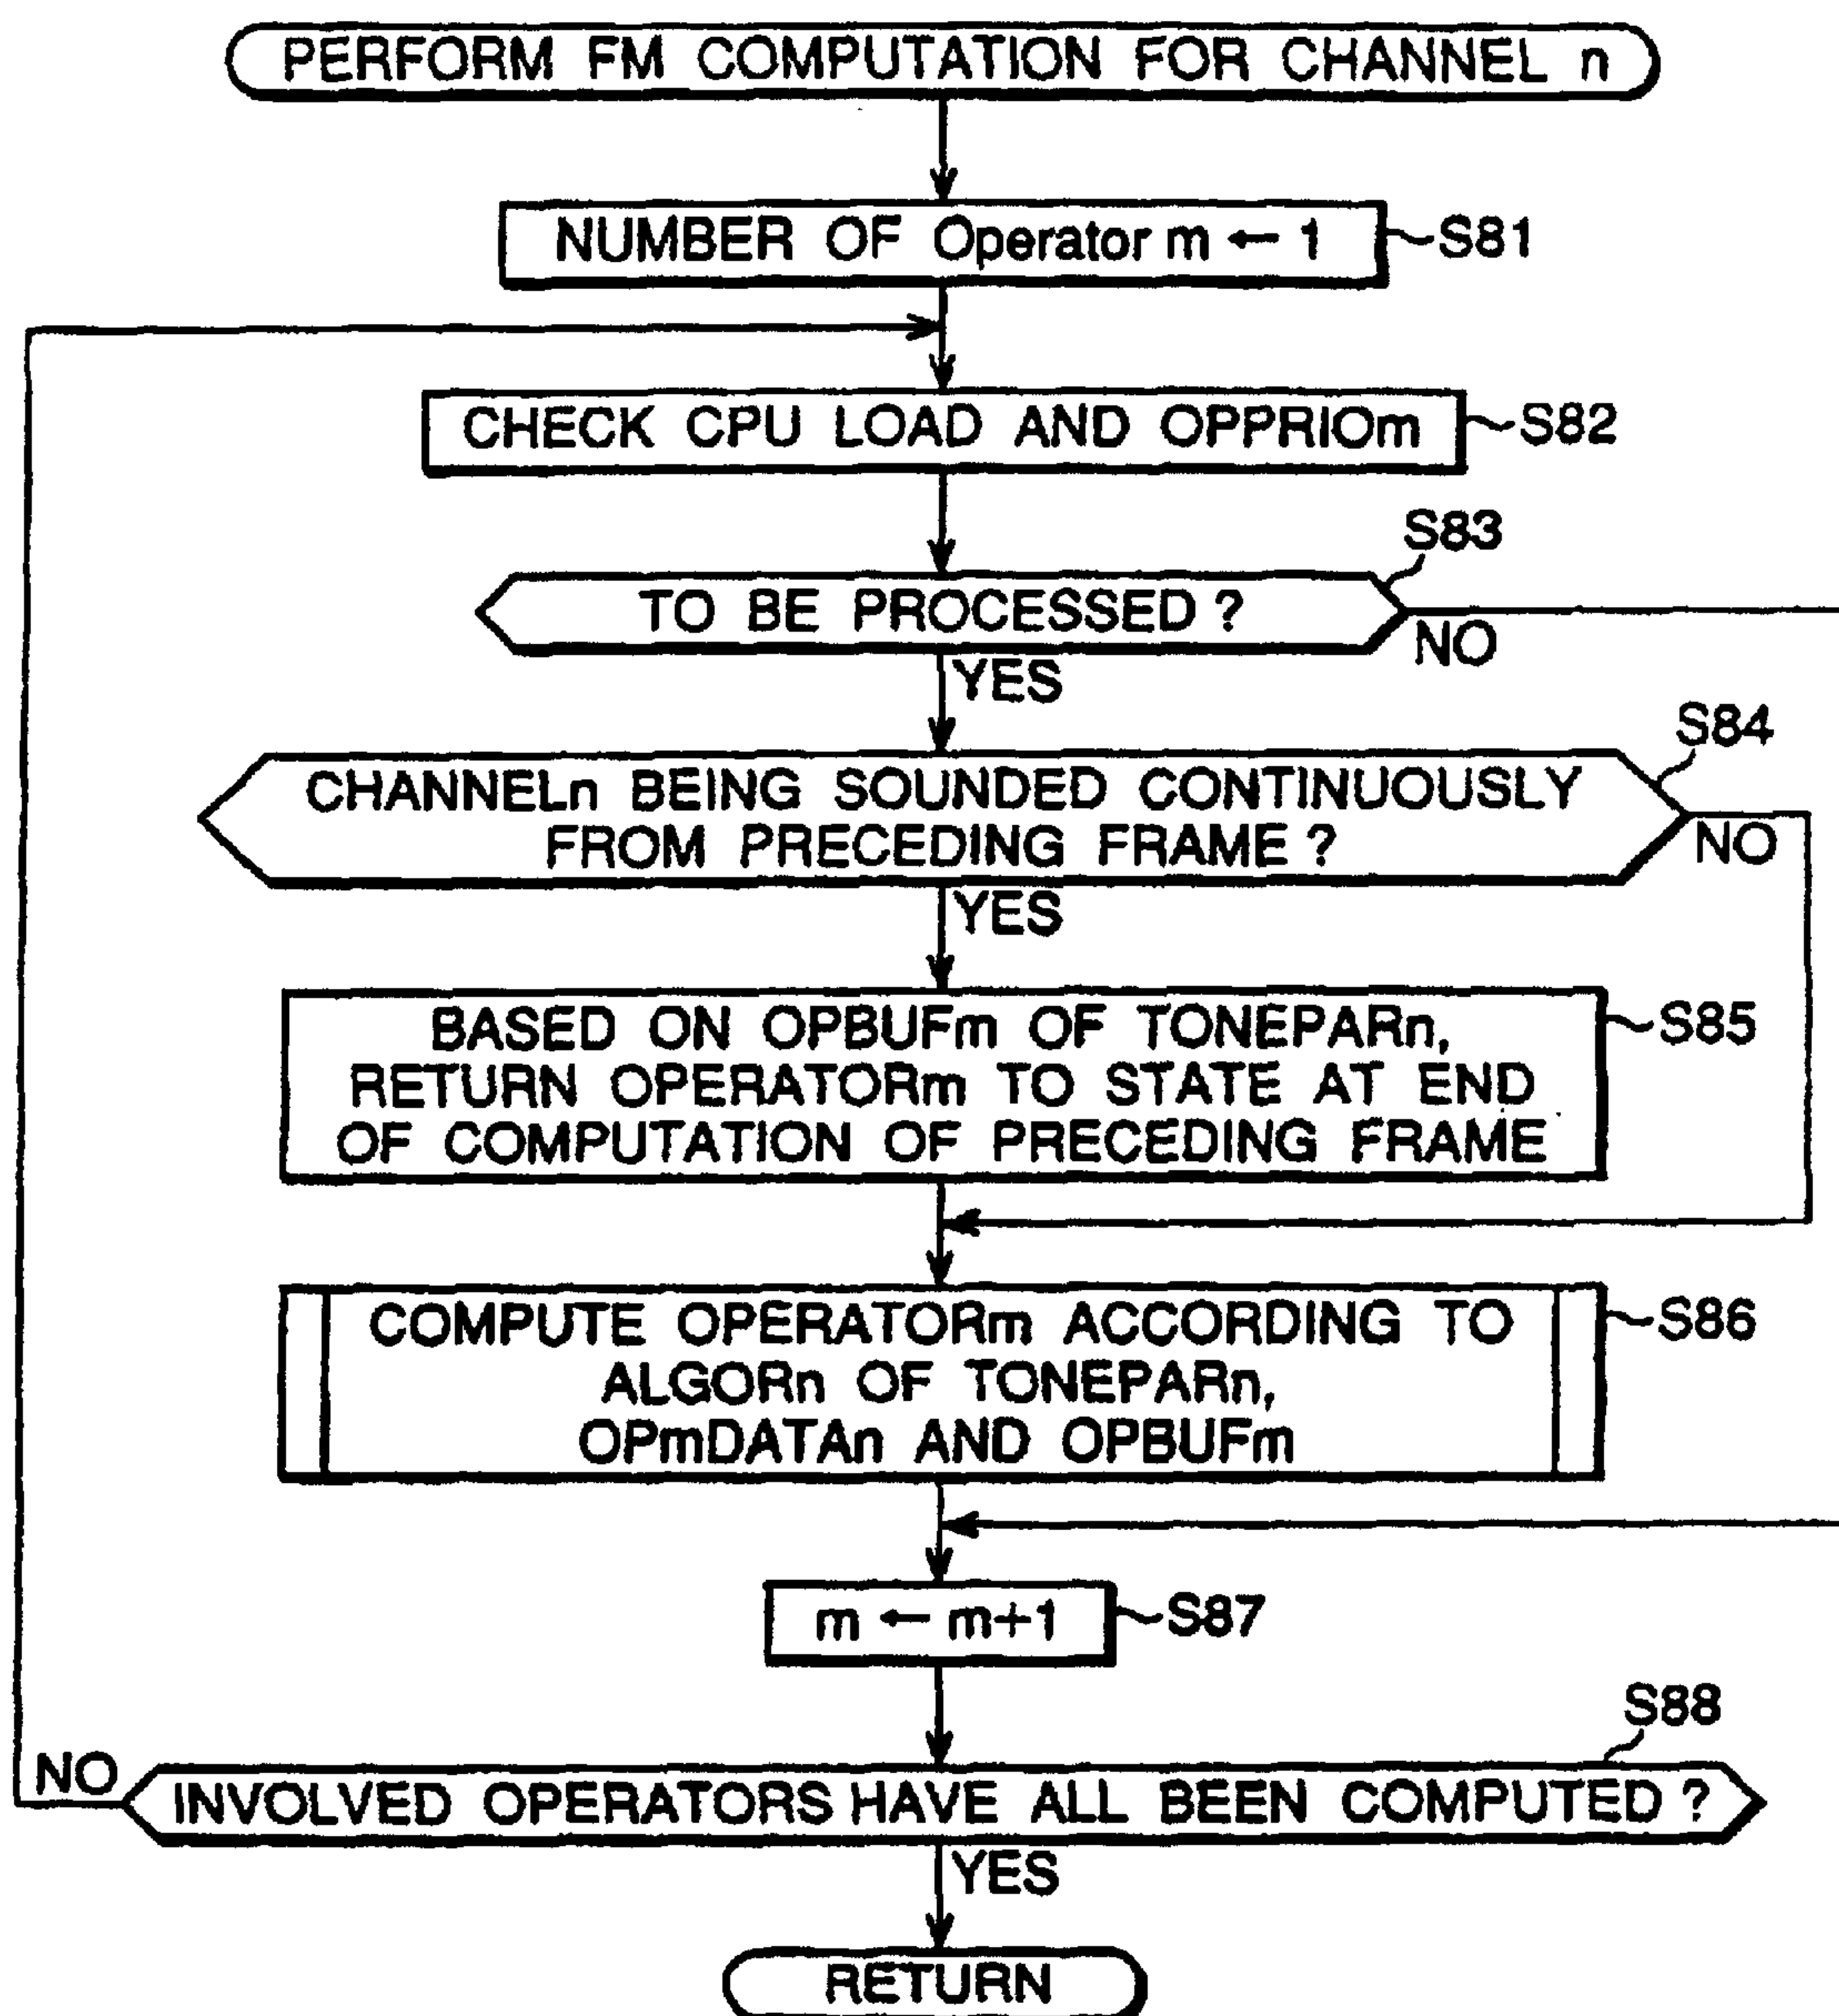 PERFORM FM COMPUTATION FOR CHANNEL n
NUMBER OF Operator m ← 1
S81
CHECK CPU LOAD AND OPPRIOm
S82
S83
TO BE PROCESSED ?
NO
YES
S84
CHANNELn BEING SOUNDED CONTINUOUSLY
FROM PRECEDING FRAME ?
NO
YES
BASED ON OPBUFm OF TONEPARn,
RETURN OPERATORm TO STATE AT END
OF COMPUTATION OF PRECEDING FRAME
S85
COMPUTE OPERATORm ACCORDING TO
ALGORn OF TONEPARn,
OPmDATAn AND OPBUFm
S86
m ← m+1
S87
S88
NO
INVOLVED OPERATORS HAVE ALL BEEN COMPUTED ?
YES
RETURN